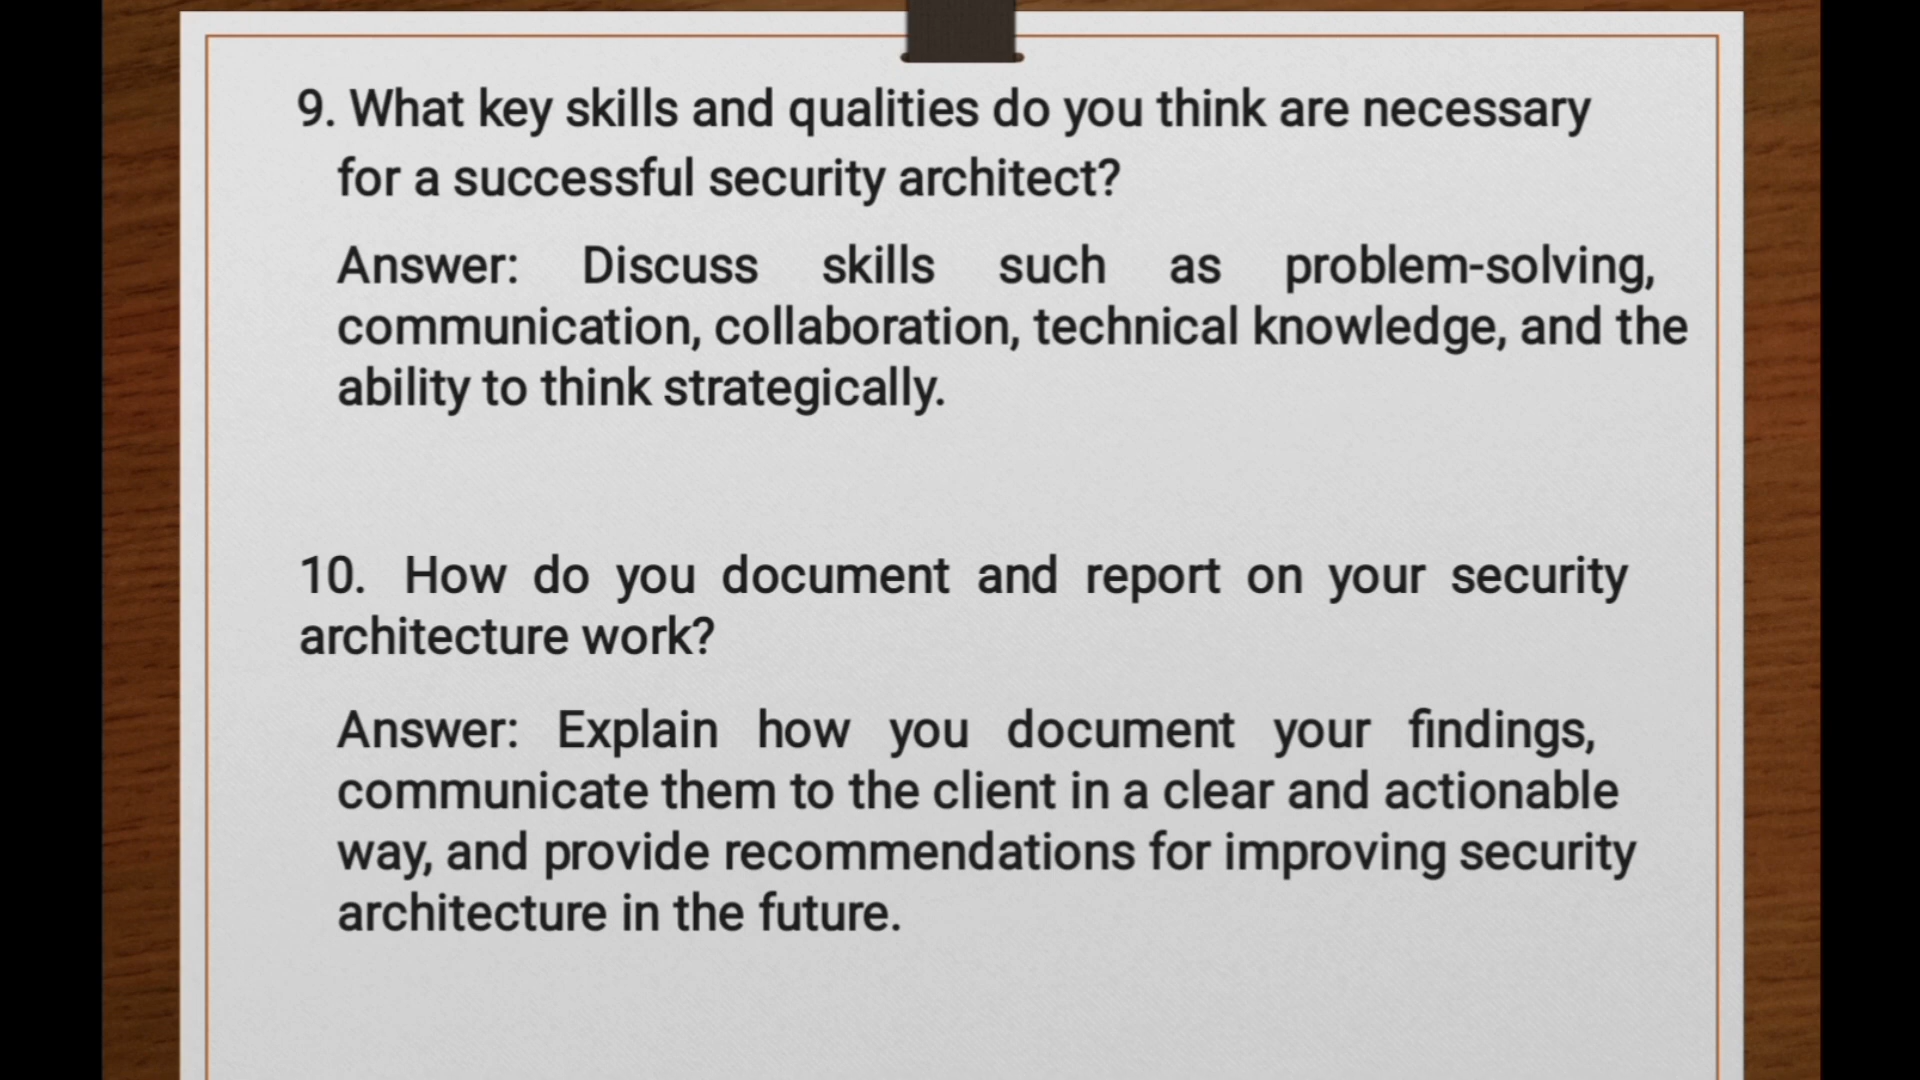 9. What key skills and qualities do you think are necessary
for a successful security architect?
Answer: Discuss skills such as problem-solving,
communication, collaboration, technical knowledge, and the
ability to think strategically.
10. How do you document and report on your security
architecture work?
Answer: Explain how you document your findings,
communicate them to the client in a clear and actionable
way, and provide recommendations for improving security
architecture in the future.